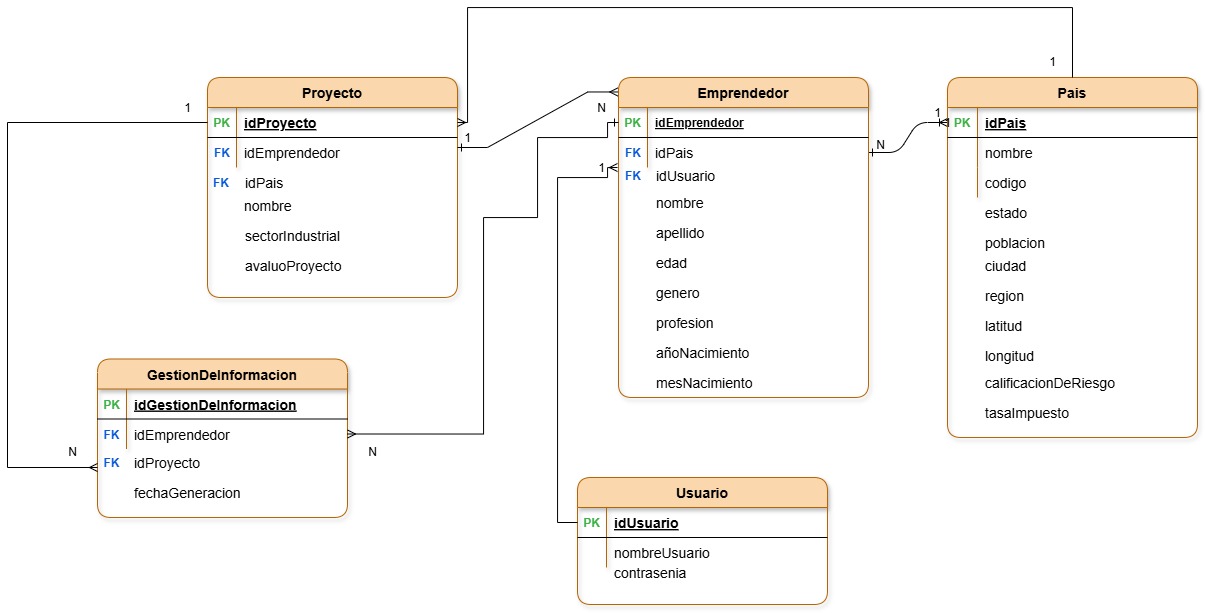 1
Proyecto
PK idProyecto
FK idEmprendedor
FK idPais
nombre
sectorIndustrial
avaluoProyecto
1
N
Emprendedor
PK idEmprendedor
FK idPais
FK idUsuario
nombre
apellido
edad
genero
profesion
añoNacimiento
mesNacimiento
1
N
1
1
Pais
PK idPais
nombre
codigo
estado
poblacion
ciudad
region
latitud
longitud
calificacionDeRiesgo
tasaImpuesto
GestionDeInformacion
PK idGestionDeInformacion
FK idEmprendedor
FK idProyecto
fechaGeneracion
N
N
Usuario
PK idUsuario
nombreUsuario
contrasenia